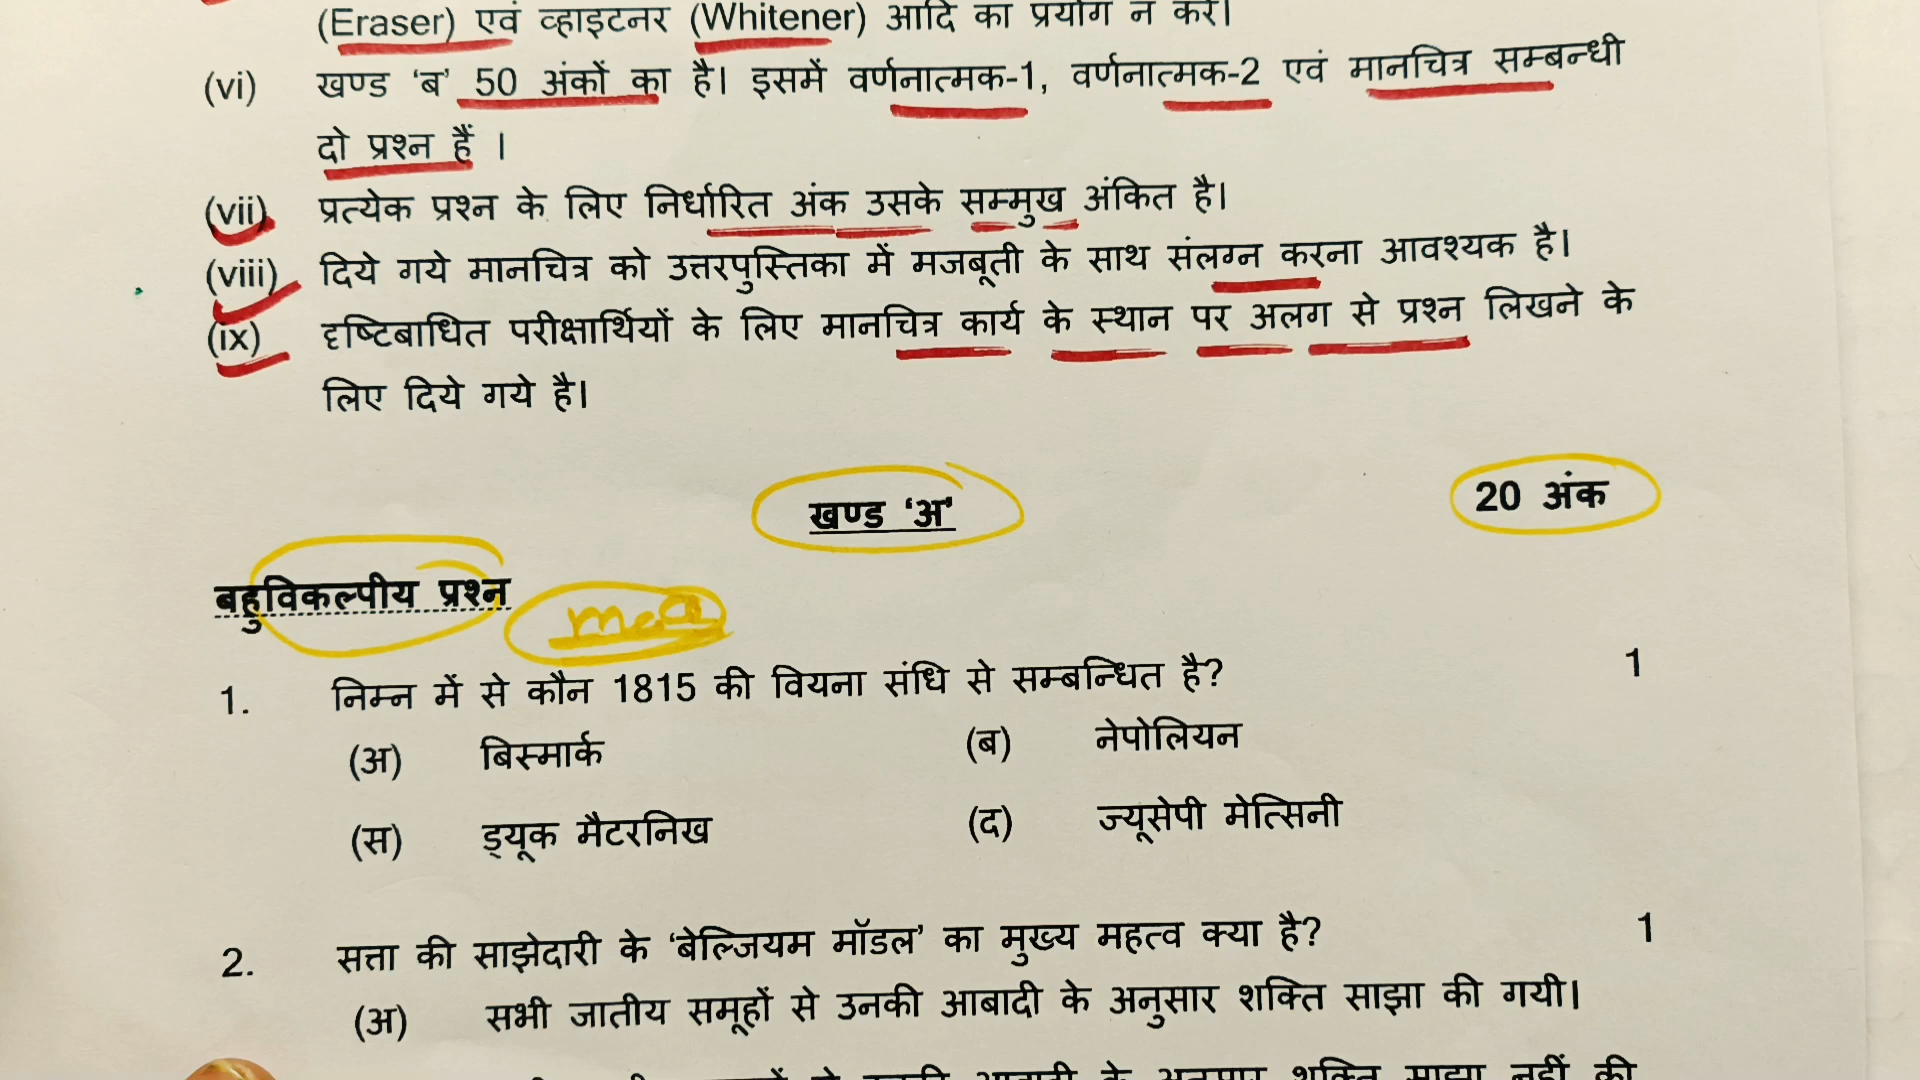 (Eraser) एवं व्हाइटनर (Whitener) आदि का प्रयोग न करें।
(vi) खण्ड ‘ब’ 50 अंकों का है। इसमें वर्णनात्मक-1, वर्णनात्मक-2 एवं मानचित्र सम्बन्धी
दो प्रश्न हैं ।
(vii) प्रत्येक प्रश्न के लिए निर्धारित अंक उसके सम्मुख अंकित है।
(viii) दिये गये मानचित्र को उत्तरपुस्तिका में मजबूती के साथ संलग्न करना आवश्यक है।
(ix) दृष्टिबाधित परीक्षार्थियों के लिए मानचित्र कार्य के स्थान पर अलग से प्रश्न लिखने के
लिए दिये गये है।
खण्ड ‘अ’ 20 अंक
बहुविकल्पीय प्रश्न
1. निम्न में से कौन 1815 की वियना संधि से सम्बन्धित है? 1
(अ) बिस्मार्क (ब) नेपोलियन
(स) ड्यूक मैटरनिख (द) ज्यूसेपी मेत्सिनी
2. सत्ता की साझेदारी के ‘बेल्जियम मॉडल’ का मुख्य महत्व क्या है? 1
(अ) सभी जातीय समूहों से उनकी आबादी के अनुसार शक्ति साझा की गयी।